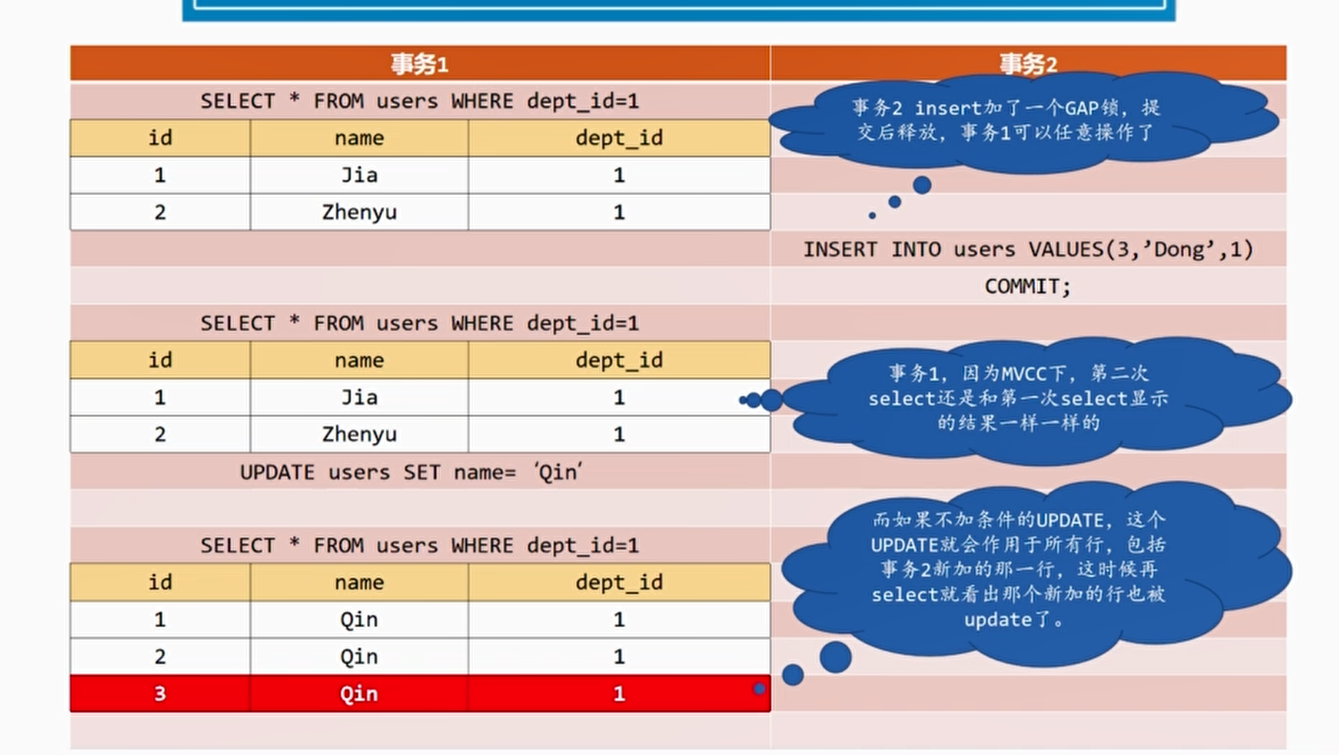 事务1 事务2
SELECT * FROM users WHERE dept_id=1
事务2 insert加了一个GAP锁，提
交后释放，事务1可以任意操作了
id name dept_id
1 Jia 1
2 Zhenyu 1
INSERT INTO users VALUES(3,’Dong’,1)
COMMIT;
SELECT * FROM users WHERE dept_id=1
id name dept_id
1 Jia 1
2 Zhenyu 1
事务1，因为MVCC下，第二次
select还是和第一次select显示
的结果一样一样的
UPDATE users SET name=‘Qin’
而如果不加条件的UPDATE，这个
UPDATE就会作用于所有行，包括
事务2新加的那一行，这时候再
select就看出那个新加的行也被
update了。
SELECT * FROM users WHERE dept_id=1
id name dept_id
1 Qin 1
2 Qin 1
3 Qin 1